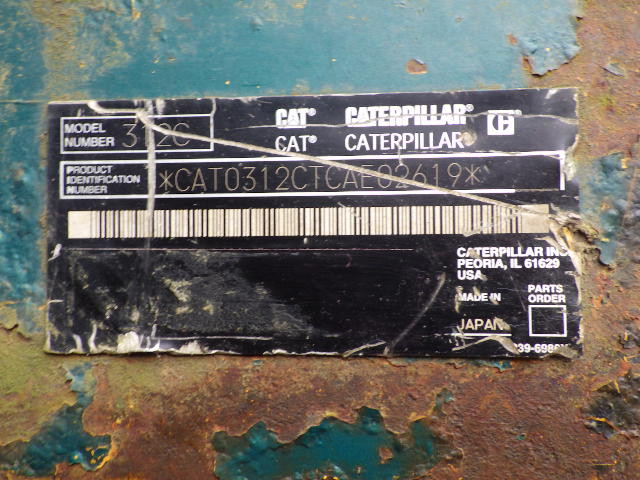 CAT® CATERPILLAR®
CAT® CATERPILLAR®
MODEL NUMBER 312C
PRODUCT IDENTIFICATION NUMBER *CAT0312CTCAE02619*
CATERPILLAR INC.
PEORIA, IL 61629
USA
MADE IN
JAPAN
PARTS
ORDER